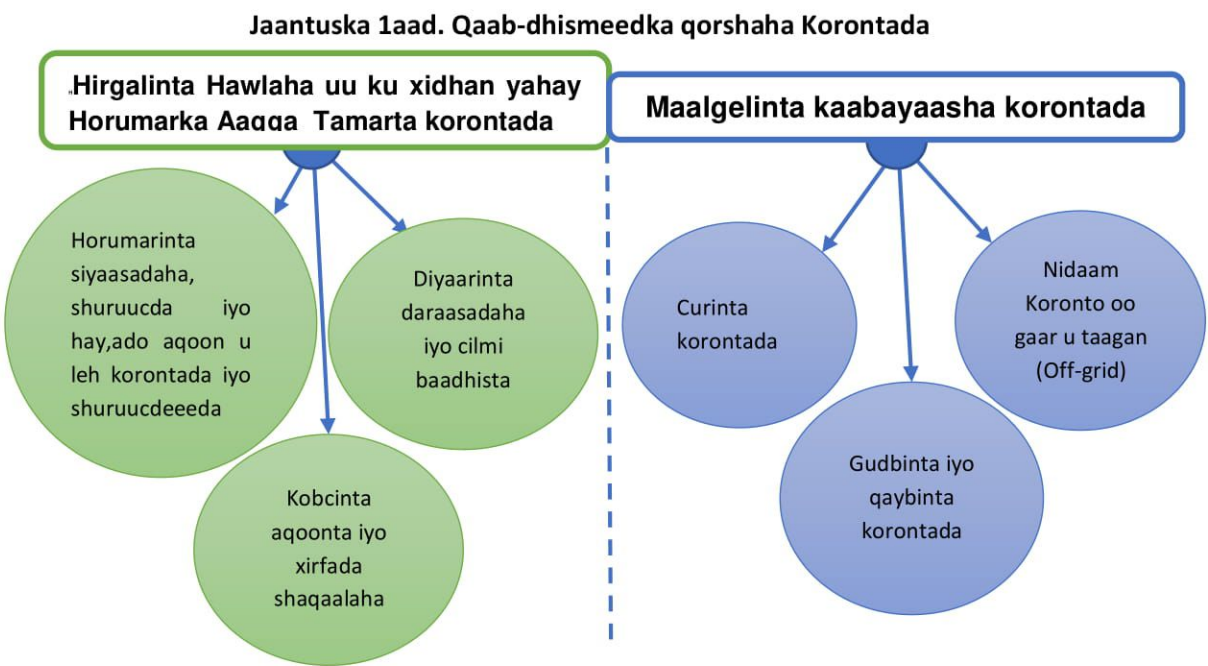 Jaantuska 1aad. Qaab-dhismeedka qorshaha Korontada
Hirgalinta Hawlaha uu ku xidhan yahay
Horumarka Aagga Tamarta korontada
Maalgelinta kaabayaasha korontada
Horumarinta
siyaasadaha,
shuruucda iyo
hay,ado aqoon u
leh korontada iyo
shuruucdeeeda
Diyaarinta
daraasadaha
iyo cilmi
baadhista
Kobcinta
aqoonta iyo
xirfada
shaqaalaha
Curinta
korontada
Gudbinta iyo
qaybinta
korontada
Nidaam
Koronto oo
gaar u taagan
(Off-grid)